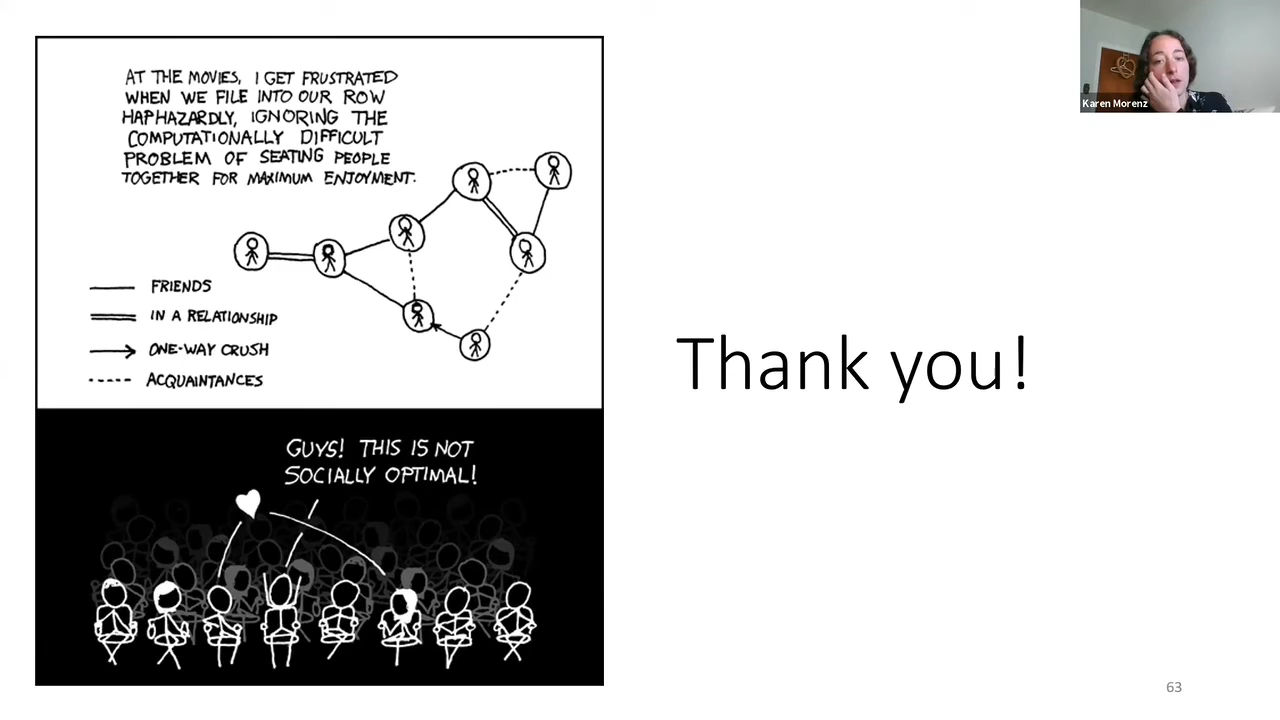 AT THE MOVIES, I GET FRUSTRATED
WHEN WE FILE INTO OUR ROW
HAPHAZARDLY, IGNORING THE
COMPUTATIONALLY DIFFICULT
PROBLEM OF SEATING PEOPLE
TOGETHER FOR MAXIMUM ENJOYMENT.
FRIENDS
IN A RELATIONSHIP
ONE-WAY CRUSH
ACQUAINTANCES
GUYS! THIS IS NOT
SOCIALLY OPTIMAL!
Thank you!
Karen Morenz
63